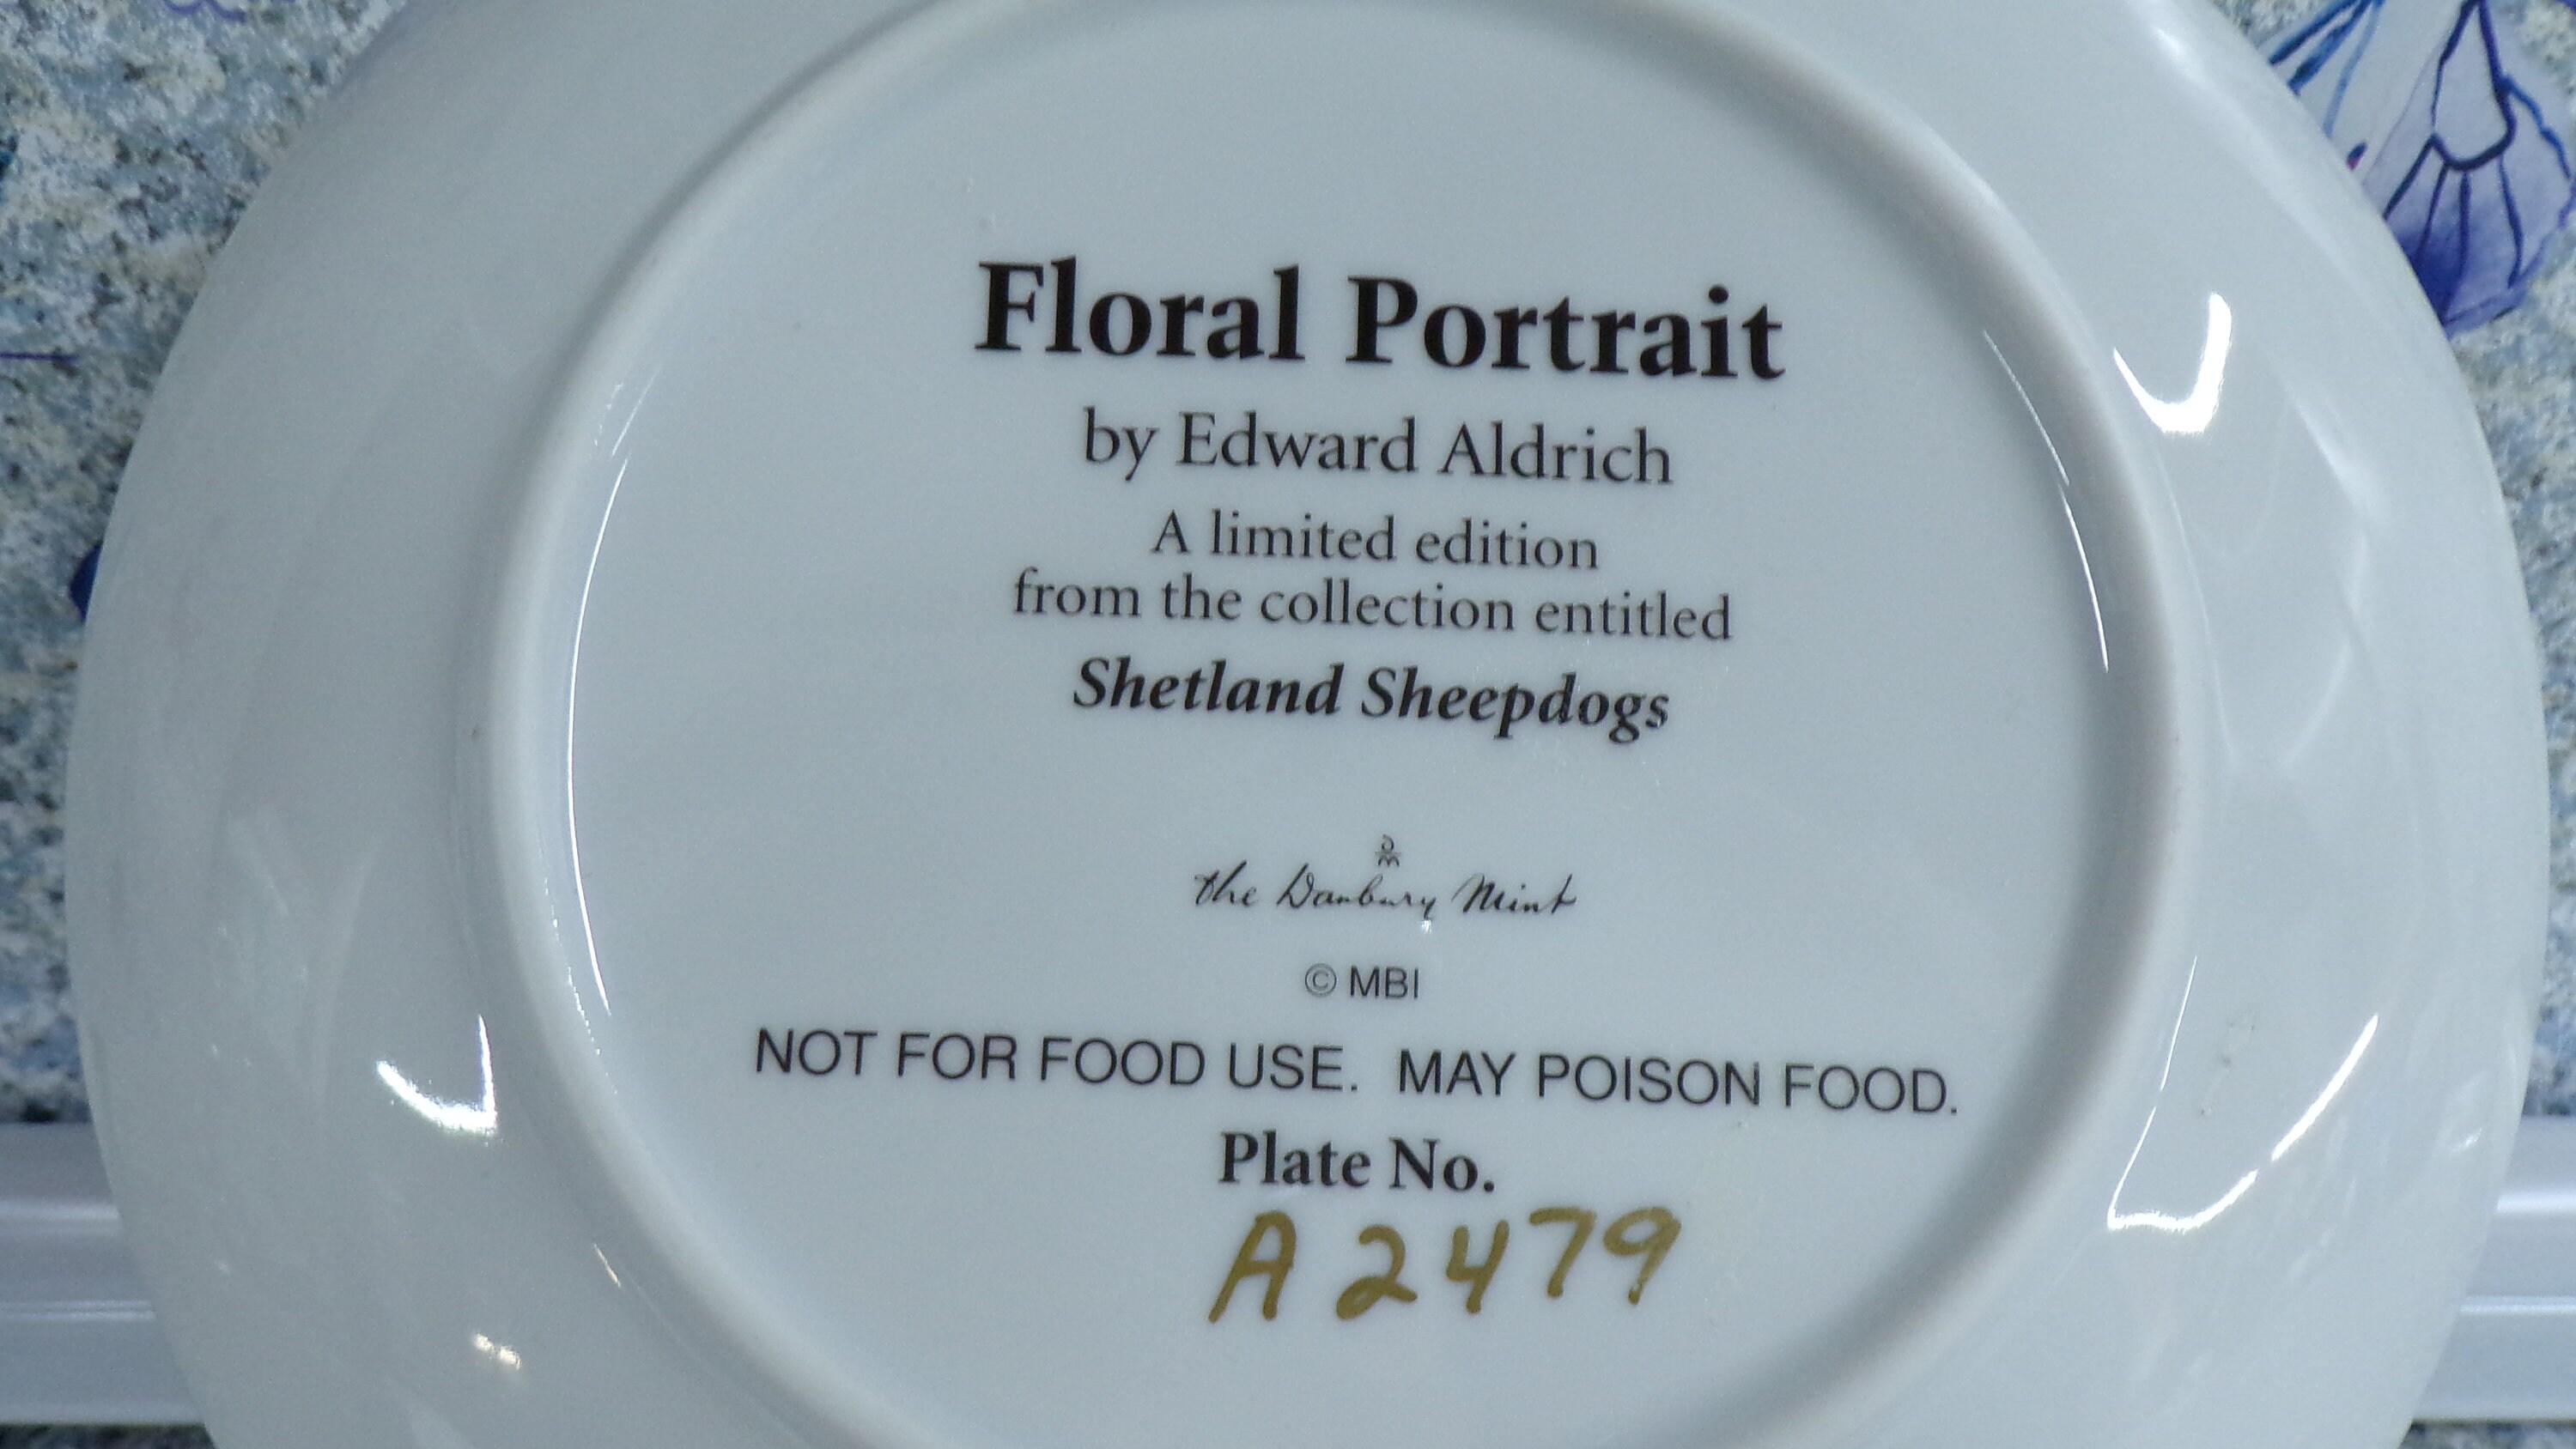 Floral Portrait
by Edward Aldrich
A limited edition
from the collection entitled
Shetland Sheepdogs
DM
the Danbury Mint
© MBI
NOT FOR FOOD USE. MAY POISON FOOD.
Plate No.
A2479